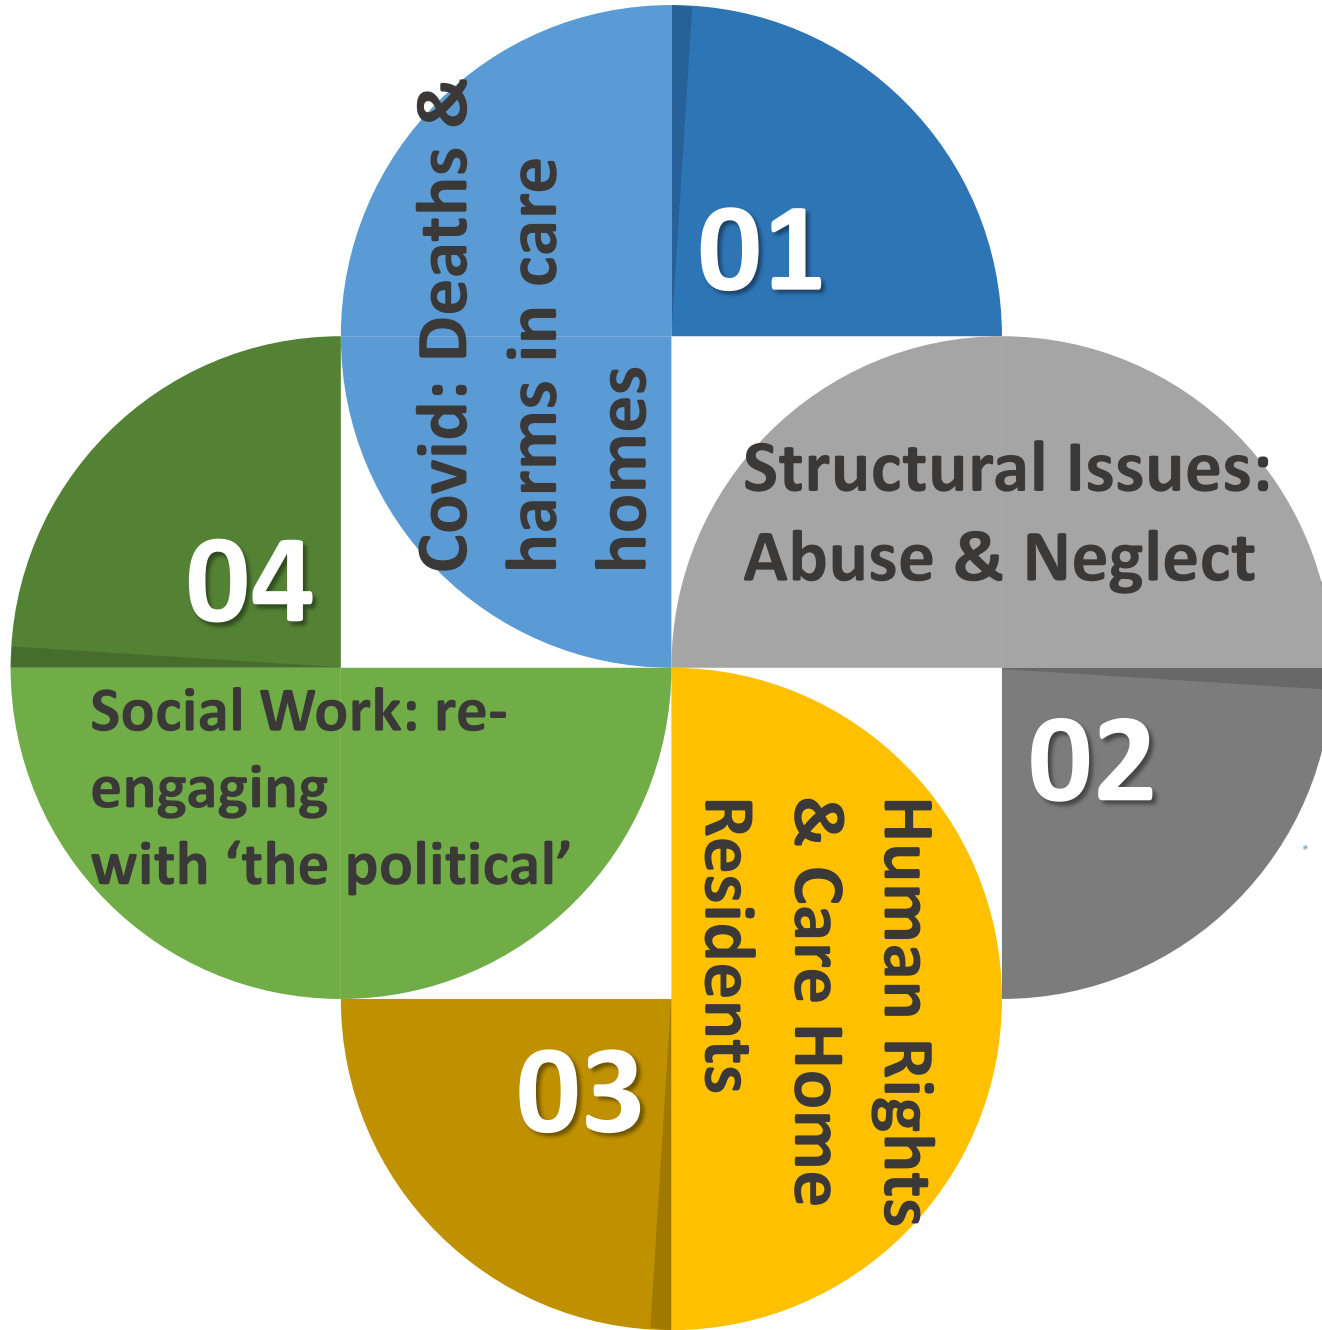 01
Covid: Deaths &
harms in care
homes
02
Structural Issues:
Abuse & Neglect
03
Human Rights
& Care Home
Residents
04
Social Work: re-
engaging
with ‘the political’